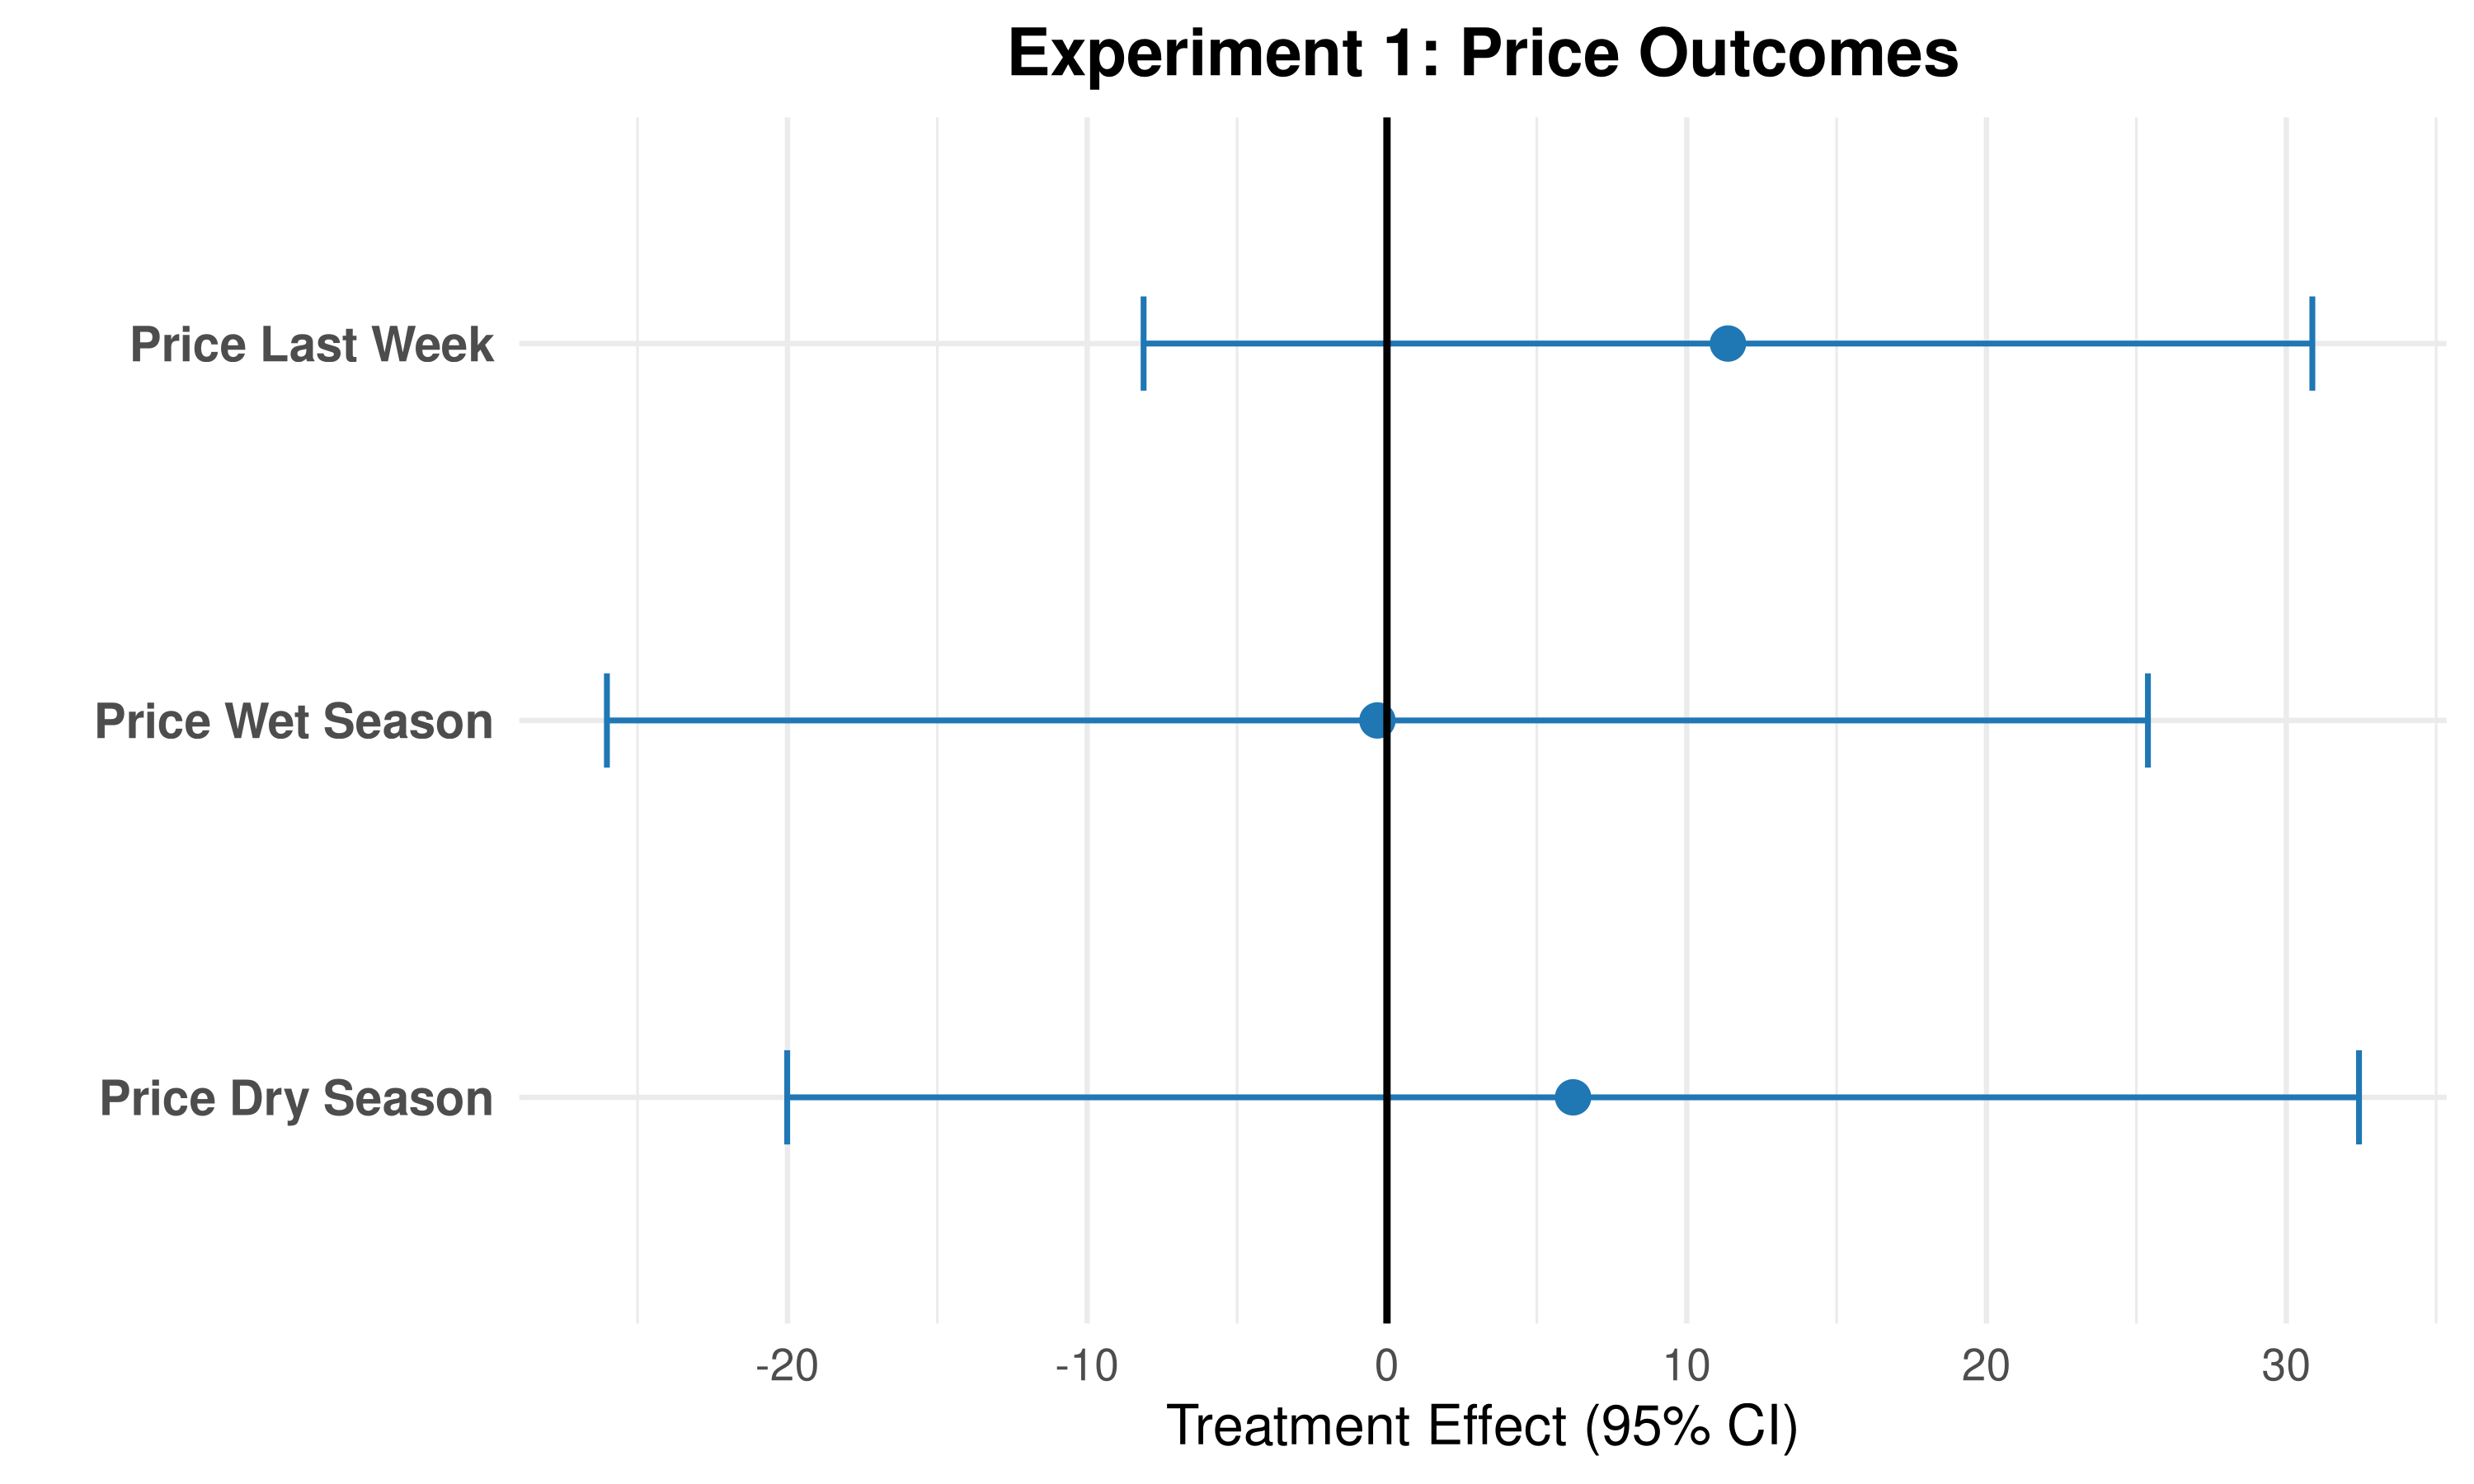 Experiment 1: Price Outcomes
Price Last Week
Price Wet Season
Price Dry Season
-20 -10 0 10 20 30
Treatment Effect (95% CI)